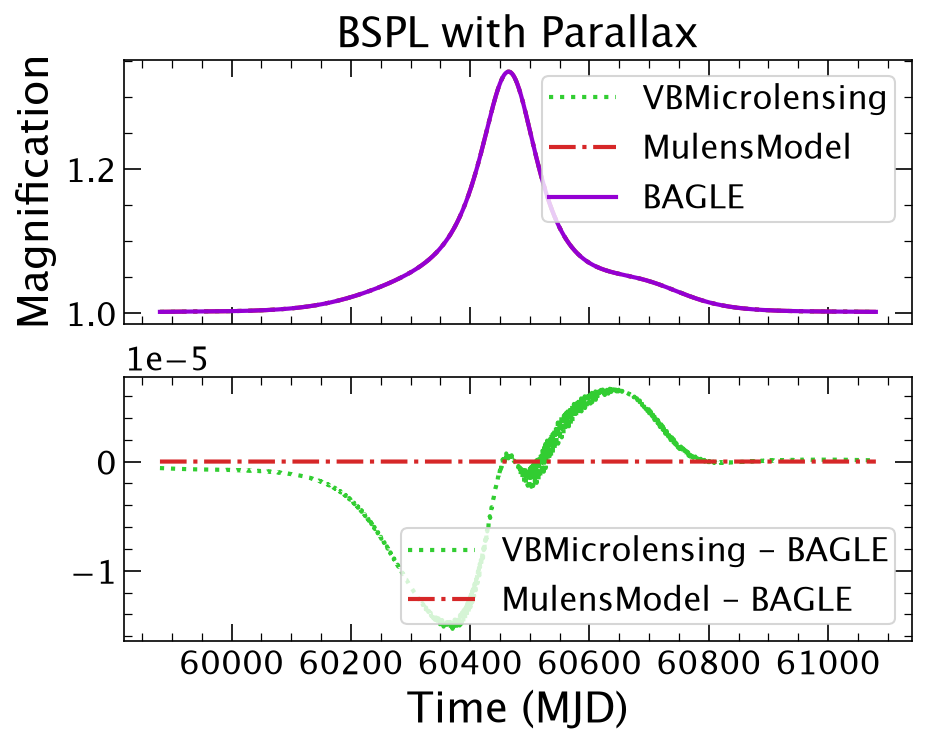 BSPL with Parallax
Magnification
1.2
1.0
VBMicrolensing
MulensModel
BAGLE
1e−5
0
−1
VBMicrolensing − BAGLE
MulensModel − BAGLE
60000 60200 60400 60600 60800 61000
Time (MJD)